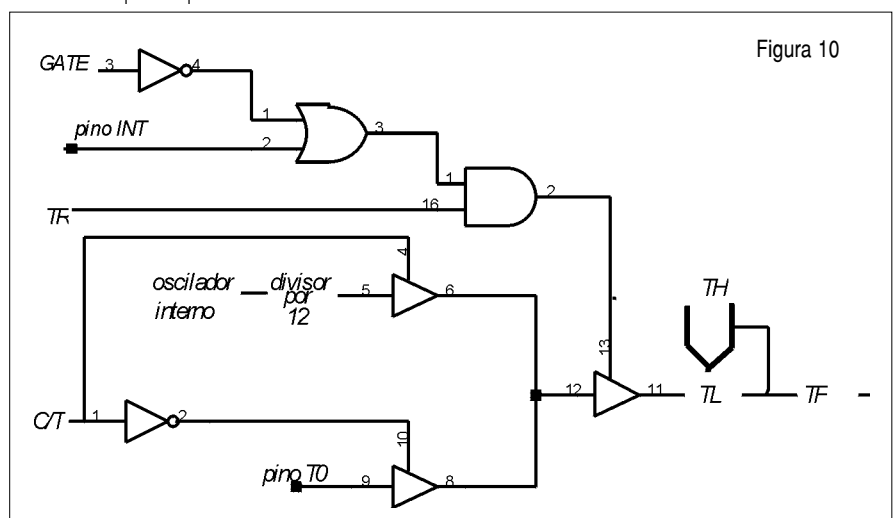 Figura 10
GATE 3 4
pino INT
1
2
3
1
2
TR
16
4
oscilador
interno
divisor
por
12
5
6
TH
13
12
11
TL
TF
C/T 1 2
10
pino T0
9
8